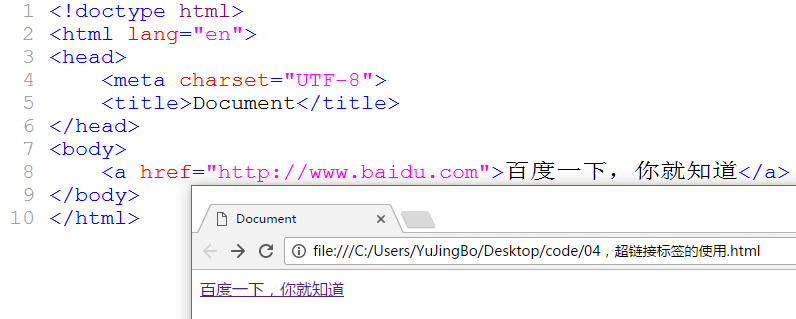 1 <!doctype html>
2 <html lang="en">
3 <head>
4     <meta charset="UTF-8">
5     <title>Document</title>
6 </head>
7 <body>
8     <a href="http://www.baidu.com">百度一下，你就知道</a>
9 </body>
10 </html>
Document
file:///C:/Users/YuJingBo/Desktop/code/04，超链接标签的使用.html
百度一下，你就知道